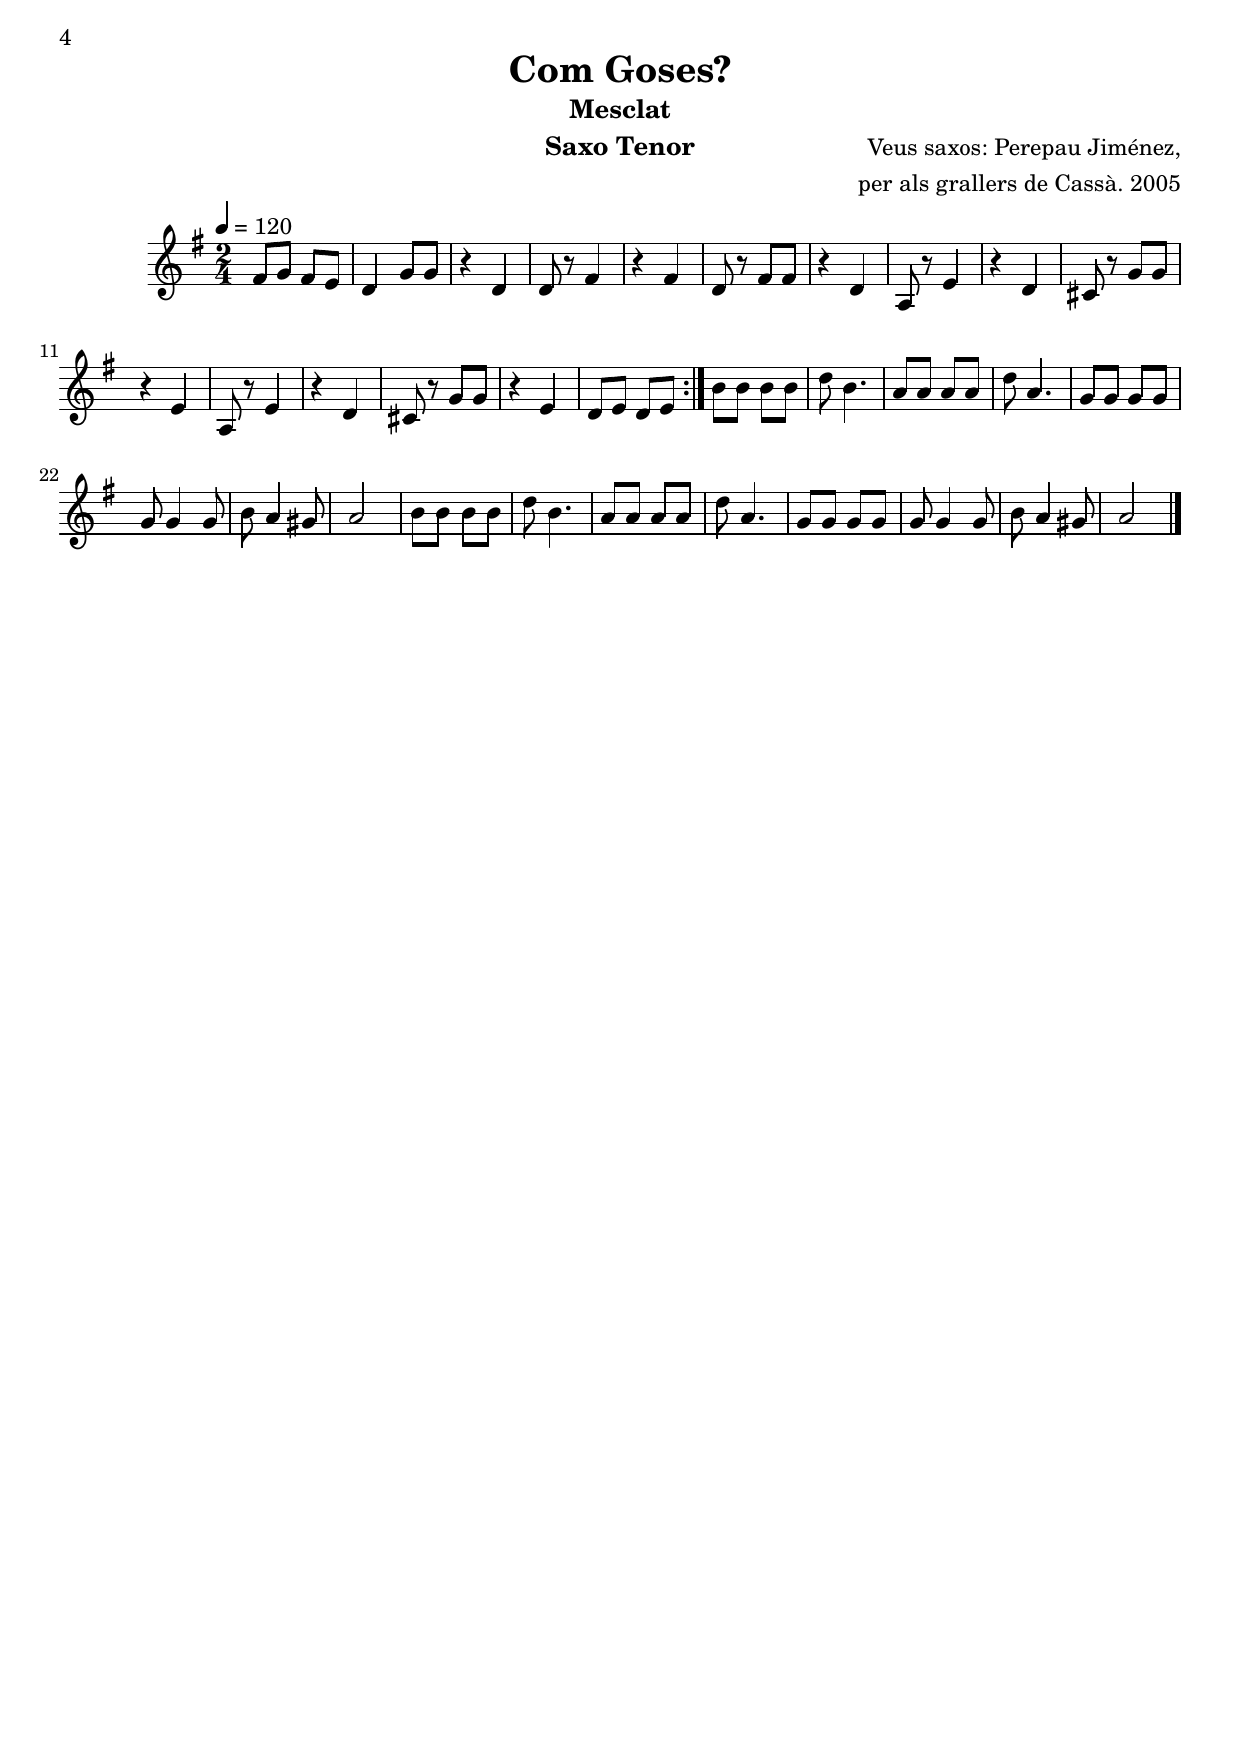 4
Com Goses?
Mesclat
Saxo Tenor
Veus saxos: Perepau Jiménez,
per als grallers de Cassà. 2005
= 120
2
4
11
22